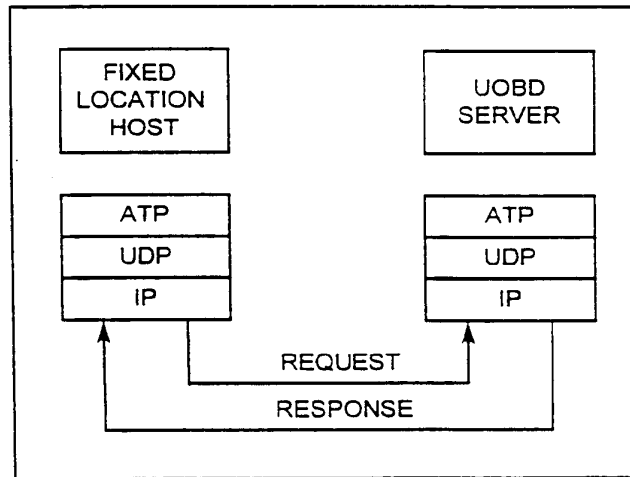 FIXED
LOCATION
HOST
UOBD
SERVER
ATP
UDP
IP
ATP
UDP
IP
REQUEST
RESPONSE